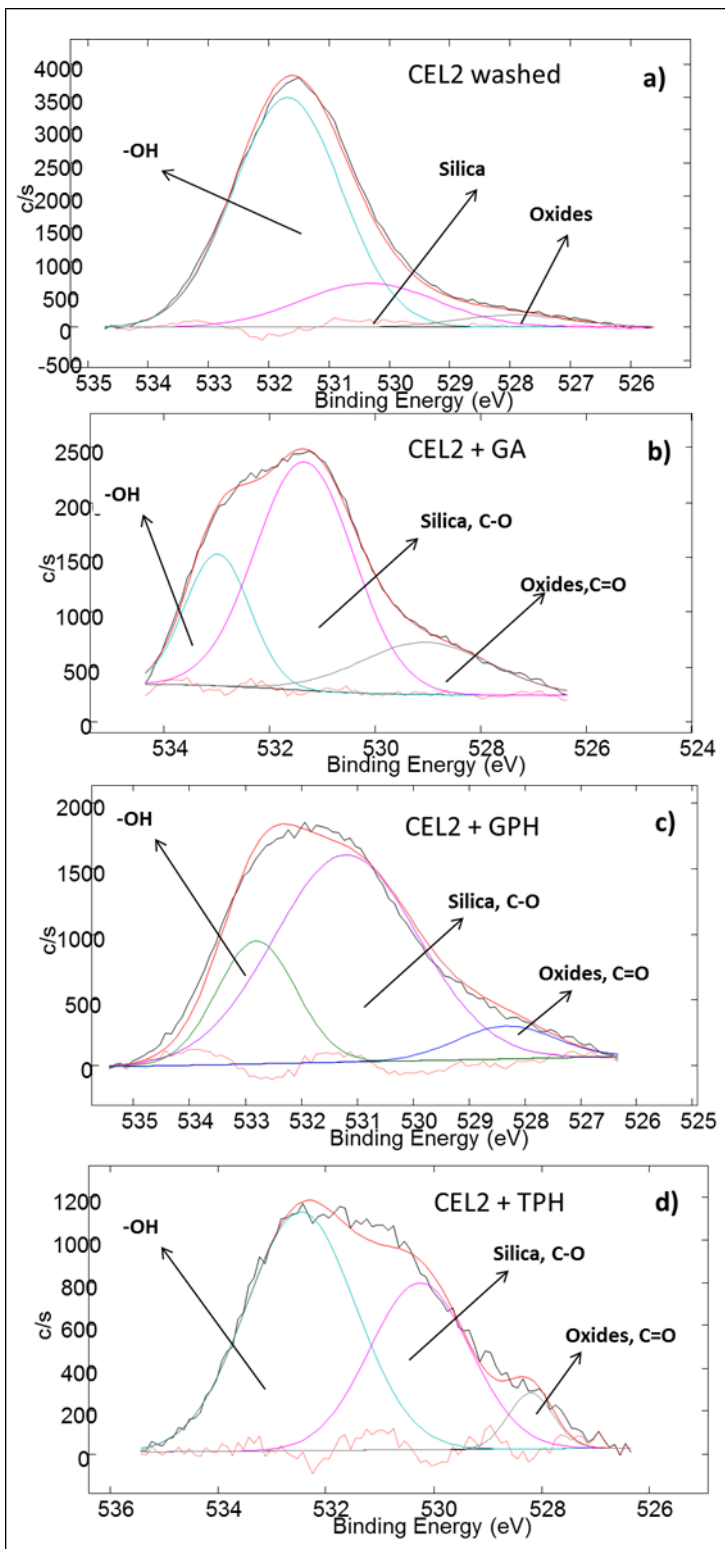 CEL2 washed
a)
4000
3500
3000
2500
2000
1500
1000
500
0
-500
c/s
-OH
Silica
Oxides
535 534 533 532 531 530 529 528 527 526
Binding Energy (eV)
CEL2 + GA
b)
2500
1500
1000
500
0
c/s
-OH
Silica, C-O
Oxides,C=O
534 532 530 528 526 524
Binding Energy (eV)
CEL2 + GPH
c)
2000
1500
1000
500
0
c/s
-OH
Silica, C-O
Oxides, C=O
535 534 533 532 531 530 529 528 527 526 525
Binding Energy (eV)
CEL2 + TPH
d)
1200
1000
800
600
400
200
0
c/s
-OH
Silica, C-O
Oxides, C=O
536 534 532 530 528 526
Binding Energy (eV)